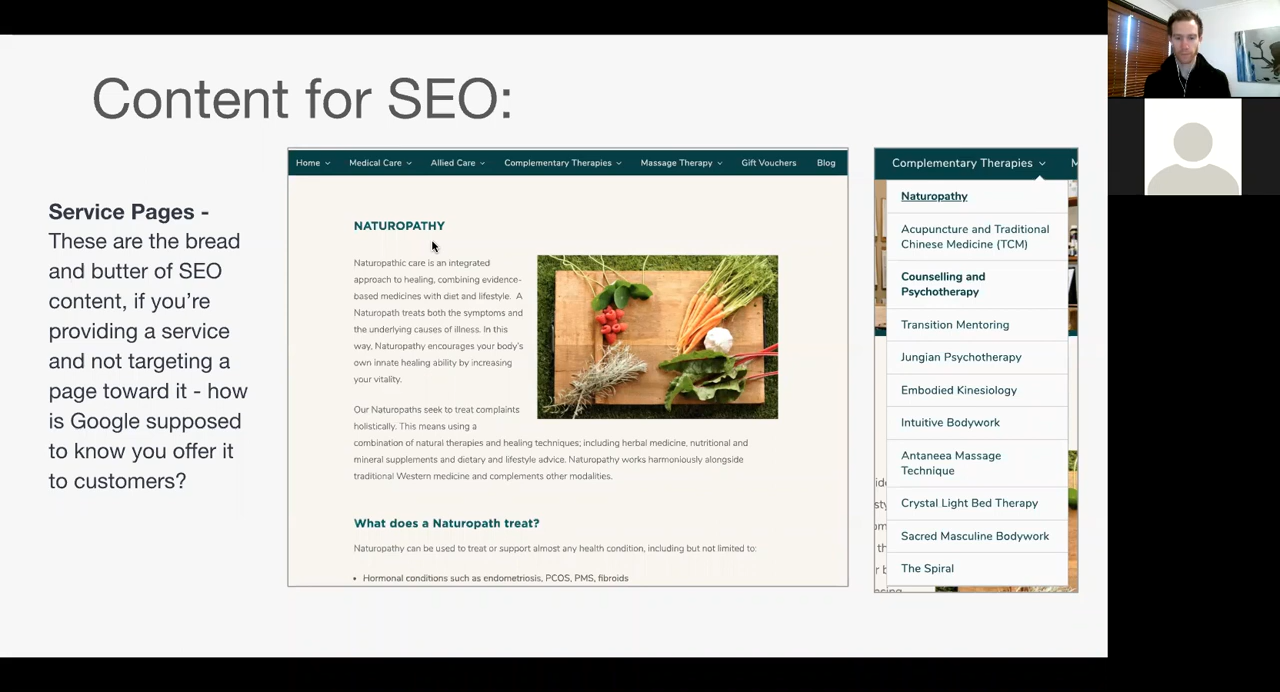 Content for SEO:
Service Pages -
These are the bread
and butter of SEO
content, if you're
providing a service
and not targeting a
page toward it - how
is Google supposed
to know you offer it
to customers?
Home Medical Care Allied Care Complementary Therapies Massage Therapy Gift Vouchers Blog
NATUROPATHY
Naturopathic care is an integrated
approach to healing, combining evidence-
based medicines with diet and lifestyle. A
Naturopath treats both the symptoms and
the underlying causes of illness. In this
way, Naturopathy encourages your body's
own innate healing ability by increasing
your vitality.
Our Naturopaths seek to treat complaints
holistically. This means using a
combination of natural therapies and healing techniques; including herbal medicine, nutritional and
mineral supplements and dietary and lifestyle advice. Naturopathy works harmoniously alongside
traditional Western medicine and complements other modalities.
What does a Naturopath treat?
Naturopathy can be used to treat or support almost any health condition, including but not limited to:
• Hormonal conditions such as endometriosis, PCOS, PMS, fibroids
Complementary Therapies
Naturopathy
Acupuncture and Traditional
Chinese Medicine (TCM)
Counselling and
Psychotherapy
Transition Mentoring
Jungian Psychotherapy
Embodied Kinesiology
Intuitive Bodywork
Antaneea Massage
Technique
Crystal Light Bed Therapy
Sacred Masculine Bodywork
The Spiral